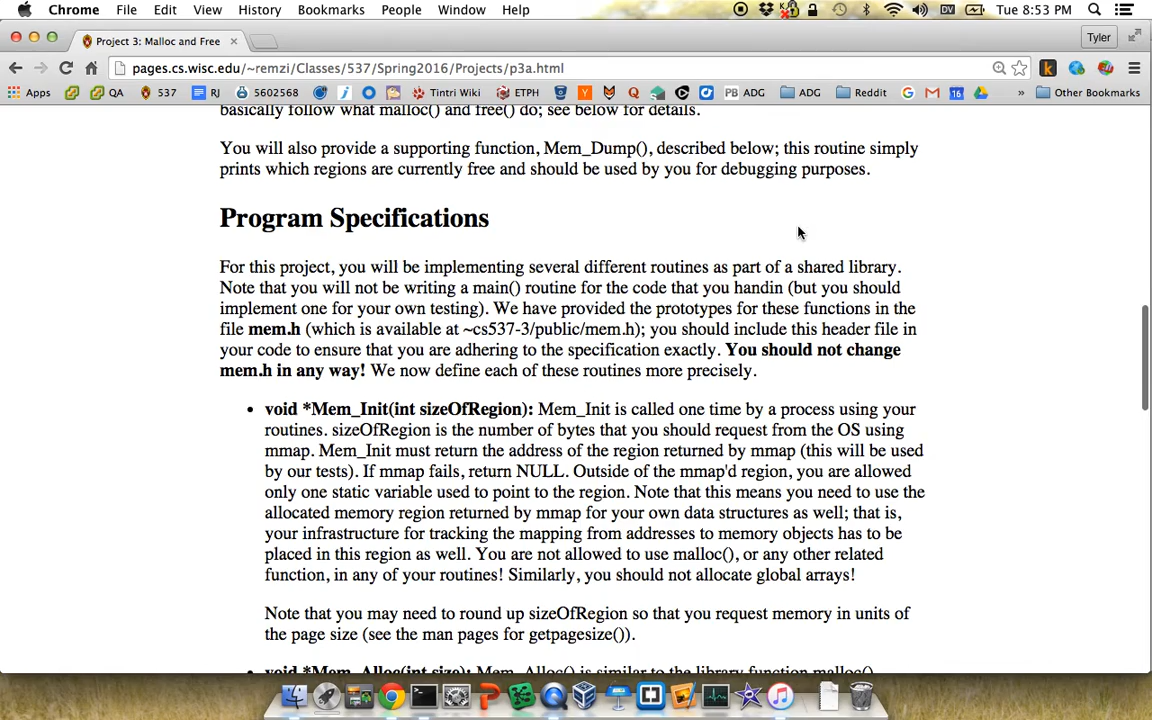 Chrome File Edit View History Bookmarks People Window Help DV Tue 8:53 PM
Project 3: Malloc and Free × Tyler
pages.cs.wisc.edu/~remzi/Classes/537/Spring2016/Projects/p3a.html
Apps QA 537 RJ 5602568 Tintri Wiki ETPH PB ADG ADG Reddit 16 » Other Bookmarks
basically follow what malloc() and free() do; see below for details.
You will also provide a supporting function, Mem_Dump(), described below; this routine simply
prints which regions are currently free and should be used by you for debugging purposes.
Program Specifications
For this project, you will be implementing several different routines as part of a shared library.
Note that you will not be writing a main() routine for the code that you handin (but you should
implement one for your own testing). We have provided the prototypes for these functions in the
file mem.h (which is available at ~cs537-3/public/mem.h); you should include this header file in
your code to ensure that you are adhering to the specification exactly. You should not change
mem.h in any way! We now define each of these routines more precisely.
• void *Mem_Init(int sizeOfRegion): Mem_Init is called one time by a process using your
routines. sizeOfRegion is the number of bytes that you should request from the OS using
mmap. Mem_Init must return the address of the region returned by mmap (this will be used
by our tests). If mmap fails, return NULL. Outside of the mmap'd region, you are allowed
only one static variable used to point to the region. Note that this means you need to use the
allocated memory region returned by mmap for your own data structures as well; that is,
your infrastructure for tracking the mapping from addresses to memory objects has to be
placed in this region as well. You are not allowed to use malloc(), or any other related
function, in any of your routines! Similarly, you should not allocate global arrays!
Note that you may need to round up sizeOfRegion so that you request memory in units of
the page size (see the man pages for getpagesize()).
• void *Mem_Alloc(int size): Mem_Alloc() is similar to the library function malloc().